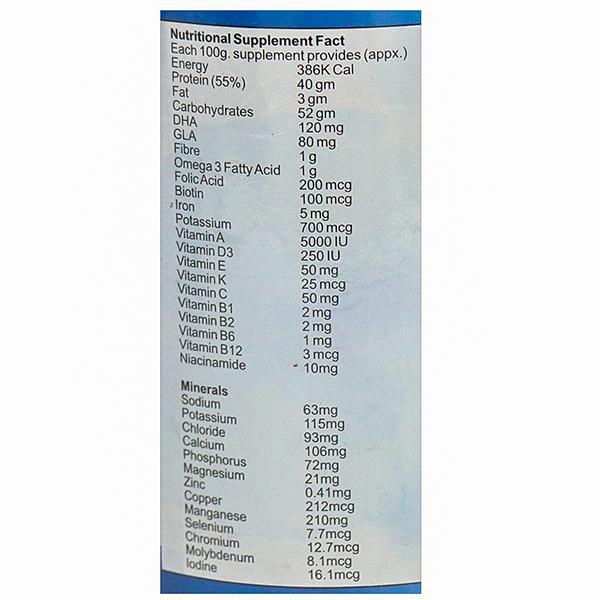 Nutritional Supplement Fact
Each 100g. supplement provides (appx.)
Energy 386K Cal
Protein (55%) 40 gm
Fat 3 gm
Carbohydrates 52 gm
DHA 120 mg
GLA 80 mg
Fibre 1 g
Omega 3 Fatty Acid 1 g
Folic Acid 200 mcg
Biotin 100 mcg
Iron 5 mg
Potassium 700 mcg
Vitamin A 5000 IU
Vitamin D3 250 IU
Vitamin E 50 mg
Vitamin K 25 mcg
Vitamin C 50 mg
Vitamin B1 2 mg
Vitamin B2 2 mg
Vitamin B6 1 mg
Vitamin B12 3 mcg
Niacinamide 10mg
Minerals
Sodium 63mg
Potassium 115mg
Chloride 93mg
Calcium 106mg
Phosphorus 72mg
Magnesium 21mg
Zinc 0.41mg
Copper 212mcg
Manganese 210mg
Selenium 7.7mcg
Chromium 12.7mcg
Molybdenum 8.1mcg
Iodine 16.1mcg